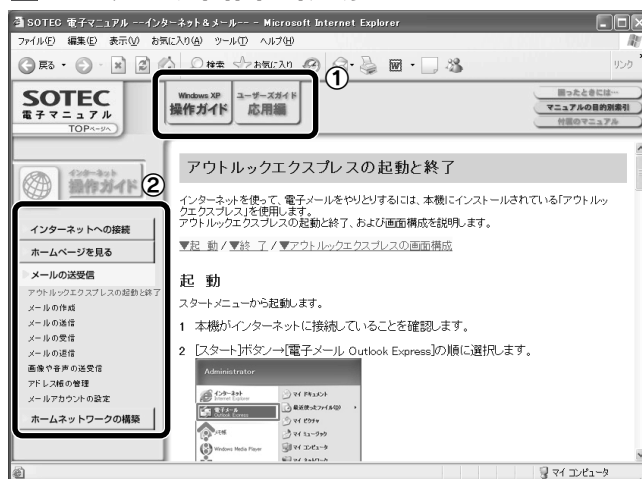 SOTEC 電子マニュアル --インターネット&メール-- - Microsoft Internet Explorer
ファイル(F) 編集(E) 表示(V) お気に入り(A) ツール(T) ヘルプ(H)
戻る 検索 お気に入り リンク
①
SOTEC
電子マニュアル
TOPページへ
Windows XP
操作ガイド
ユーザーズガイド
応用編
困ったときには…
マニュアルの目的別索引
付属のマニュアル
インターネット
操作ガイド
②
インターネットへの接続
ホームページを見る
メールの送受信
アウトルックエクスプレスの起動と終了
メールの作成
メールの送信
メールの受信
メールの返信
画像や音声の送受信
アドレス帳の管理
メールアカウントの設定
ホームネットワークの構築
アウトルックエクスプレスの起動と終了
インターネットを使って、電子メールをやりとりするには、本機にインストールされている「アウトルッ
クエクスプレス」を使用します。
アウトルックエクスプレスの起動と終了、および画面構成を説明します。
▼起 動 / ▼終 了 / ▼アウトルックエクスプレスの画面構成
起 動
スタートメニューから起動します。
1 本機がインターネットに接続していることを確認します。
2 [スタート]ボタン→[電子メール Outlook Express]の順に選択します。
Administrator
インターネット
Internet Explorer
電子メール
Outlook Express
メモ帳
Windows Media Player
マイ ドキュメント
最近使ったファイル(D)
マイ ピクチャ
マイ ミュージック
マイ コンピュータ
マイ ネットワーク
マイ コンピュータ